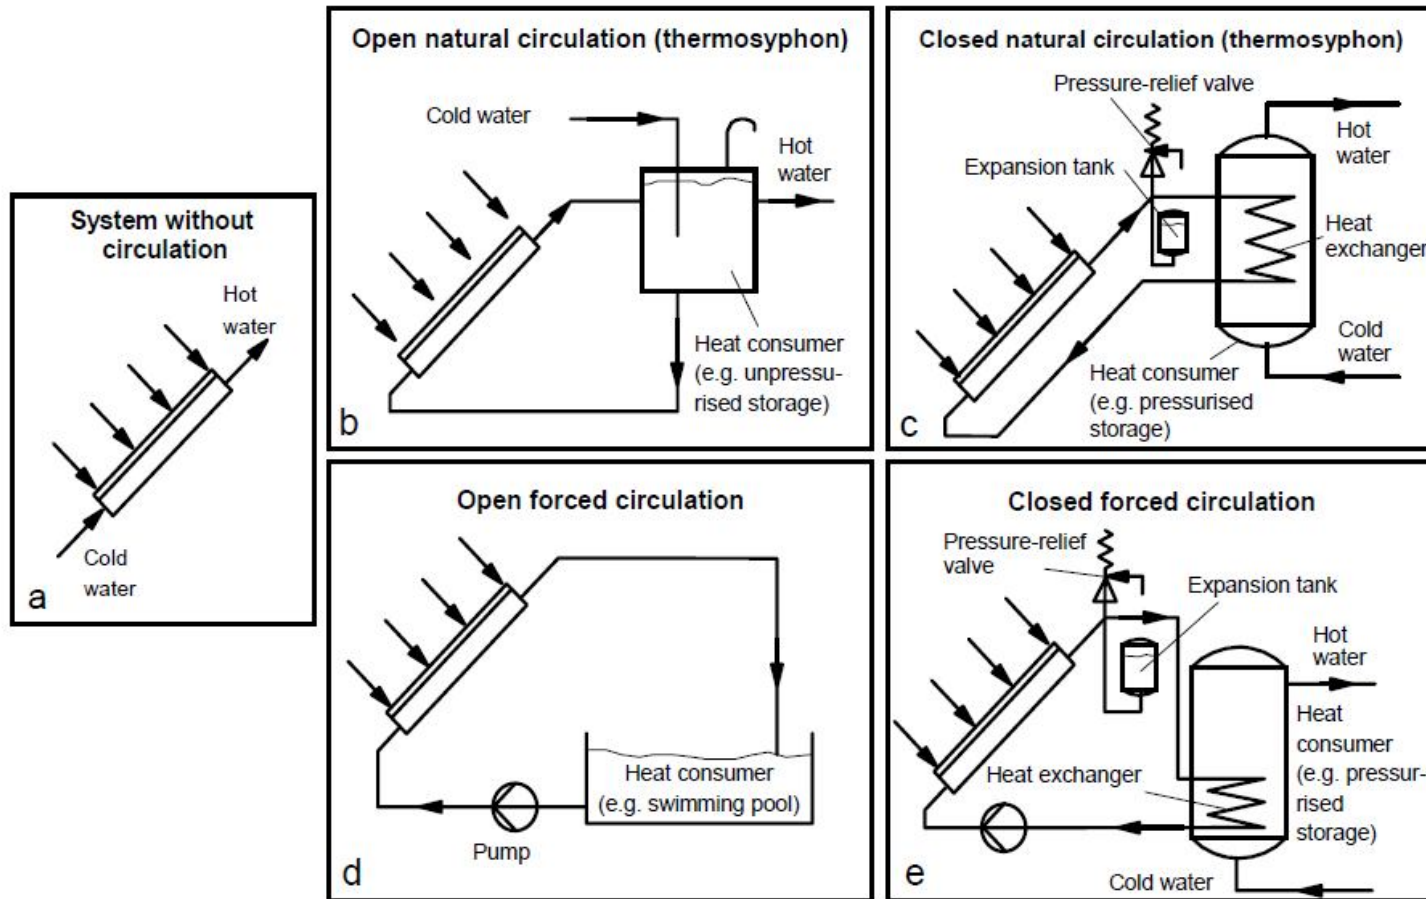 System without
circulation
Hot
water
Cold
water
a
Open natural circulation (thermosyphon)
Cold water
Hot
water
Heat consumer
(e.g. unpressu-
rised storage)
b
Closed natural circulation (thermosyphon)
Pressure-relief valve
Expansion tank
Hot
water
Heat
exchanger
Cold
water
Heat consumer
(e.g. pressurised
storage)
c
Open forced circulation
Heat consumer
(e.g. swimming pool)
Pump
d
Closed forced circulation
Pressure-relief
valve
Expansion tank
Hot
water
Heat
consumer
(e.g. pressur-
rised
storage)
Heat exchanger
Cold water
e